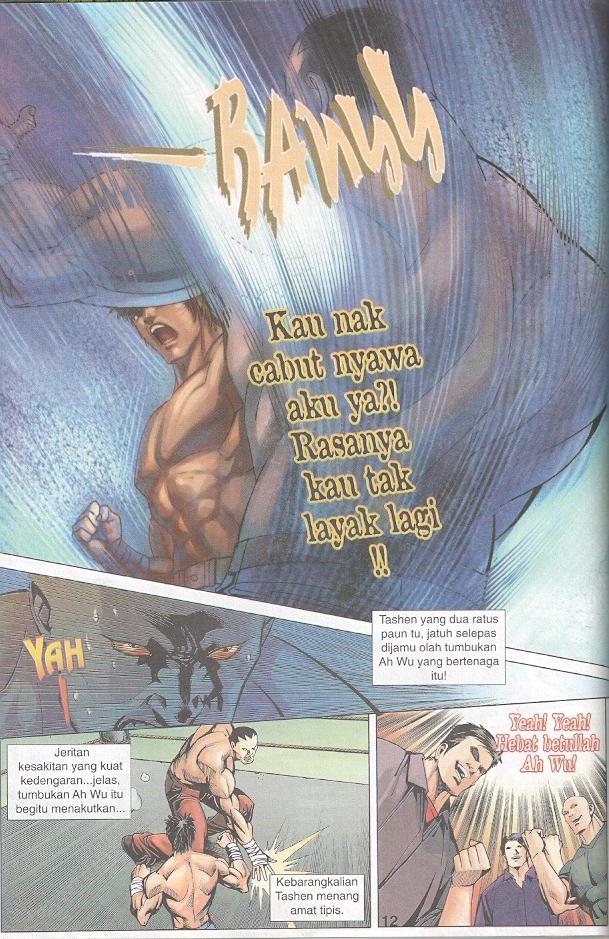 Kau nak
cabut nyawa
aku ya?!
Rasanya
kau tak
layak lagi
!!
YAH
!
Tashen yang dua ratus
paun tu, jatuh selepas
dijamu olah tumbukan
Ah Wu yang bertenaga
itu!
Jeritan
kesakitan yang kuat
kedengaran...jelas,
tumbukan Ah Wu itu
begitu menakutkan...
Kebarangkalian
Tashen menang
amat tipis.
Yeah! Yeah!
Hebat betullah
Ah Wu!
12